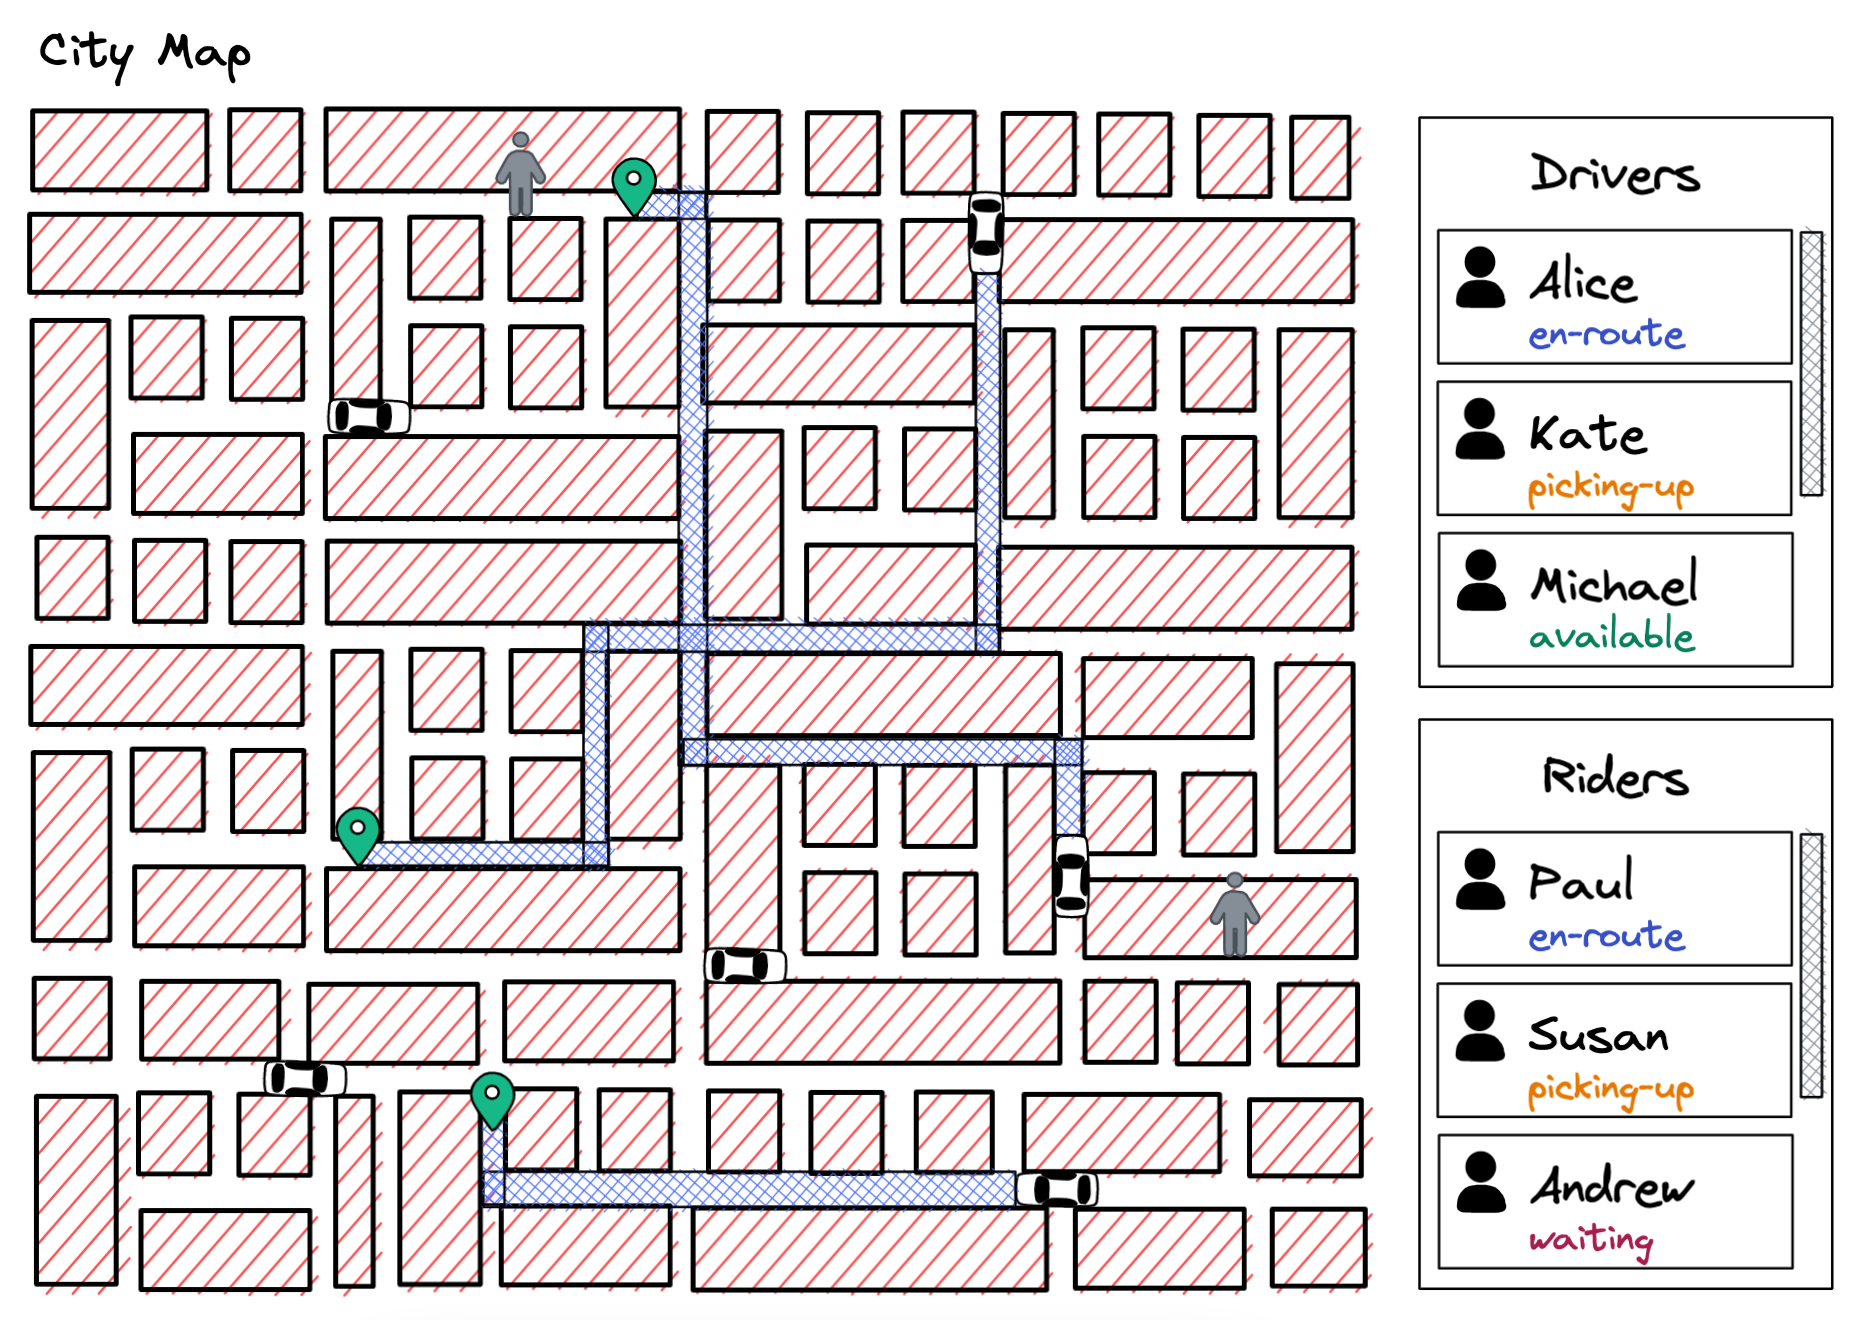 City Map
Drivers
Alice
en-route
Kate
picking-up
Michael
available
Riders
Paul
en-route
Susan
picking-up
Andrew
waiting